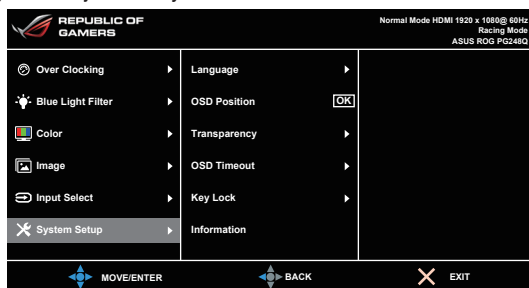 REPUBLIC OF
GAMERS
Normal Mode HDMI 1920 x 1080@ 60Hz
Racing Mode
ASUS ROG PG248Q
Over Clocking
Blue Light Filter
Color
Image
Input Select
System Setup
Language
OSD Position OK
Transparency
OSD Timeout
Key Lock
Information
MOVE/ENTER
BACK
EXIT